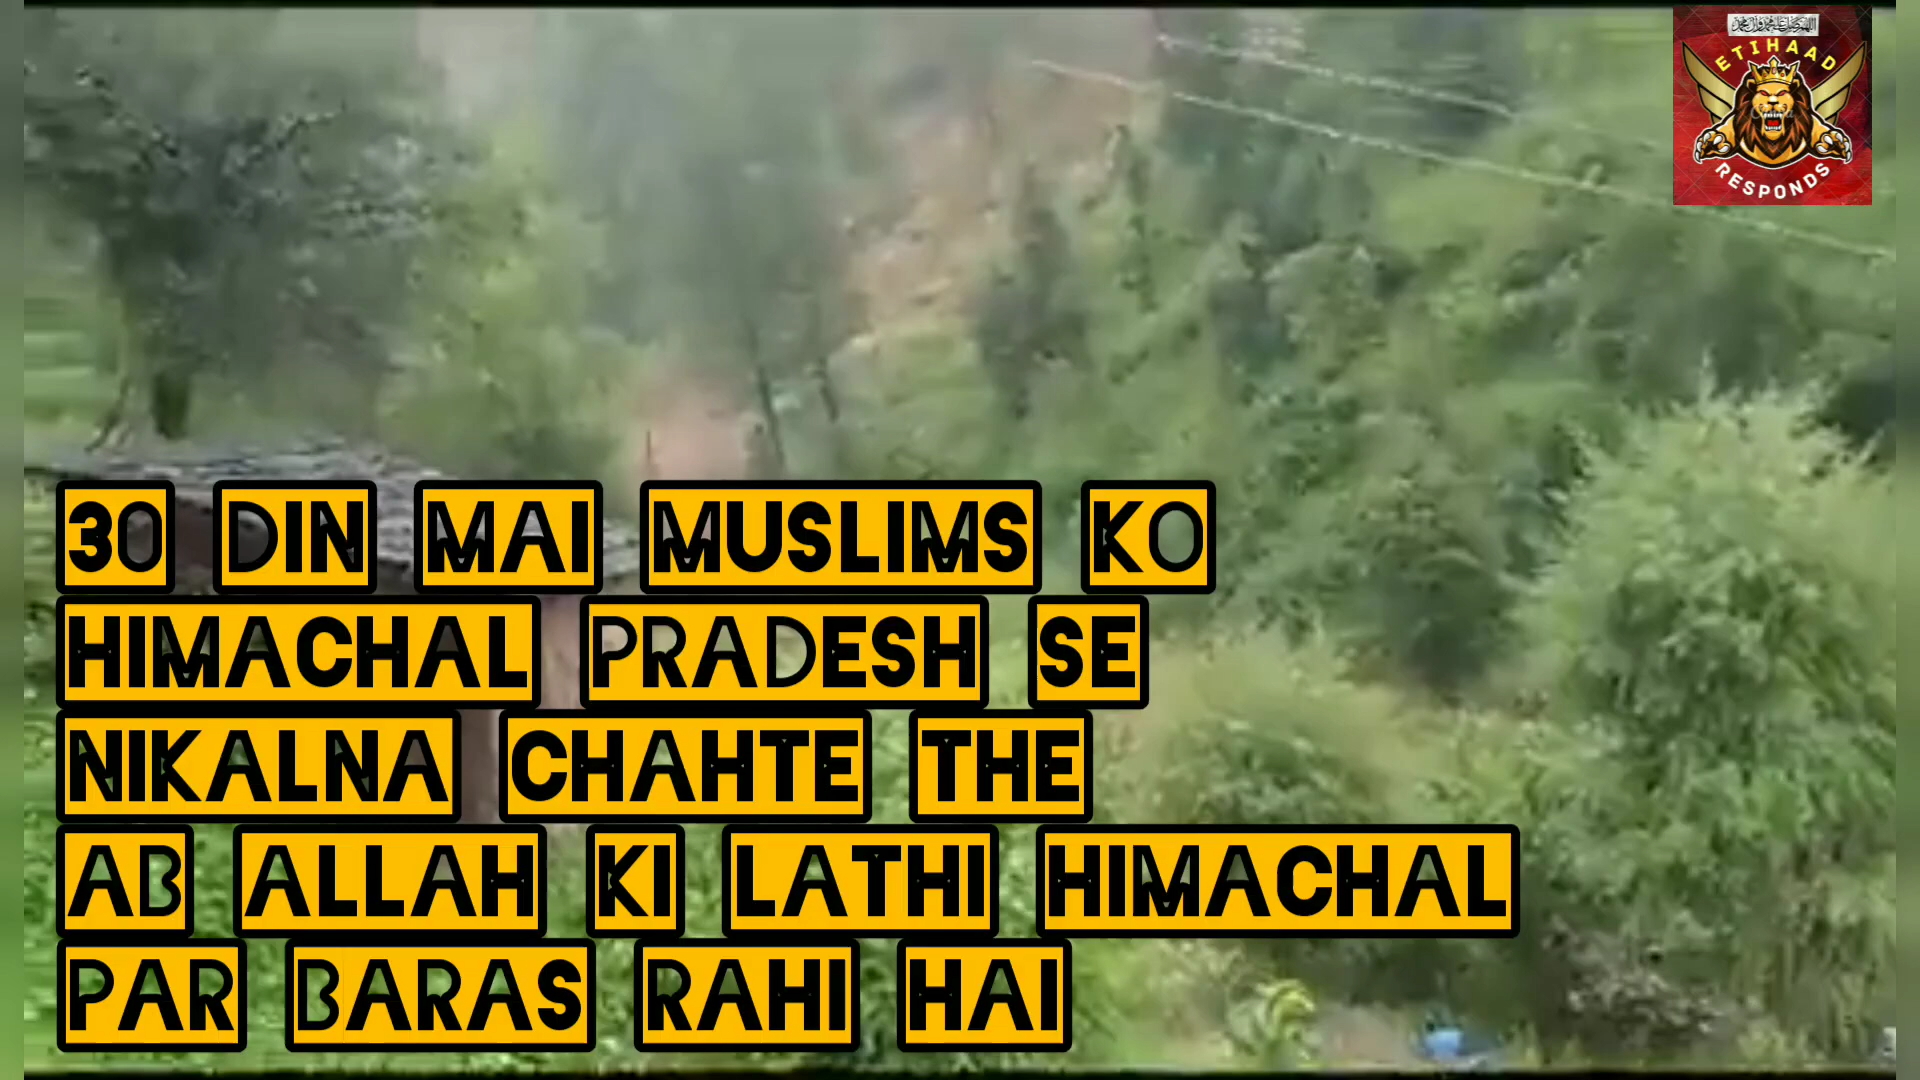 ETIHAAD
RESPONDS
30 DIN MAI MUSLIMS KO
HIMACHAL PRADESH SE
NIKALNA CHAHTE THE
AB ALLAH KI LATHI HIMACHAL
PAR BARAS RAHI HAI